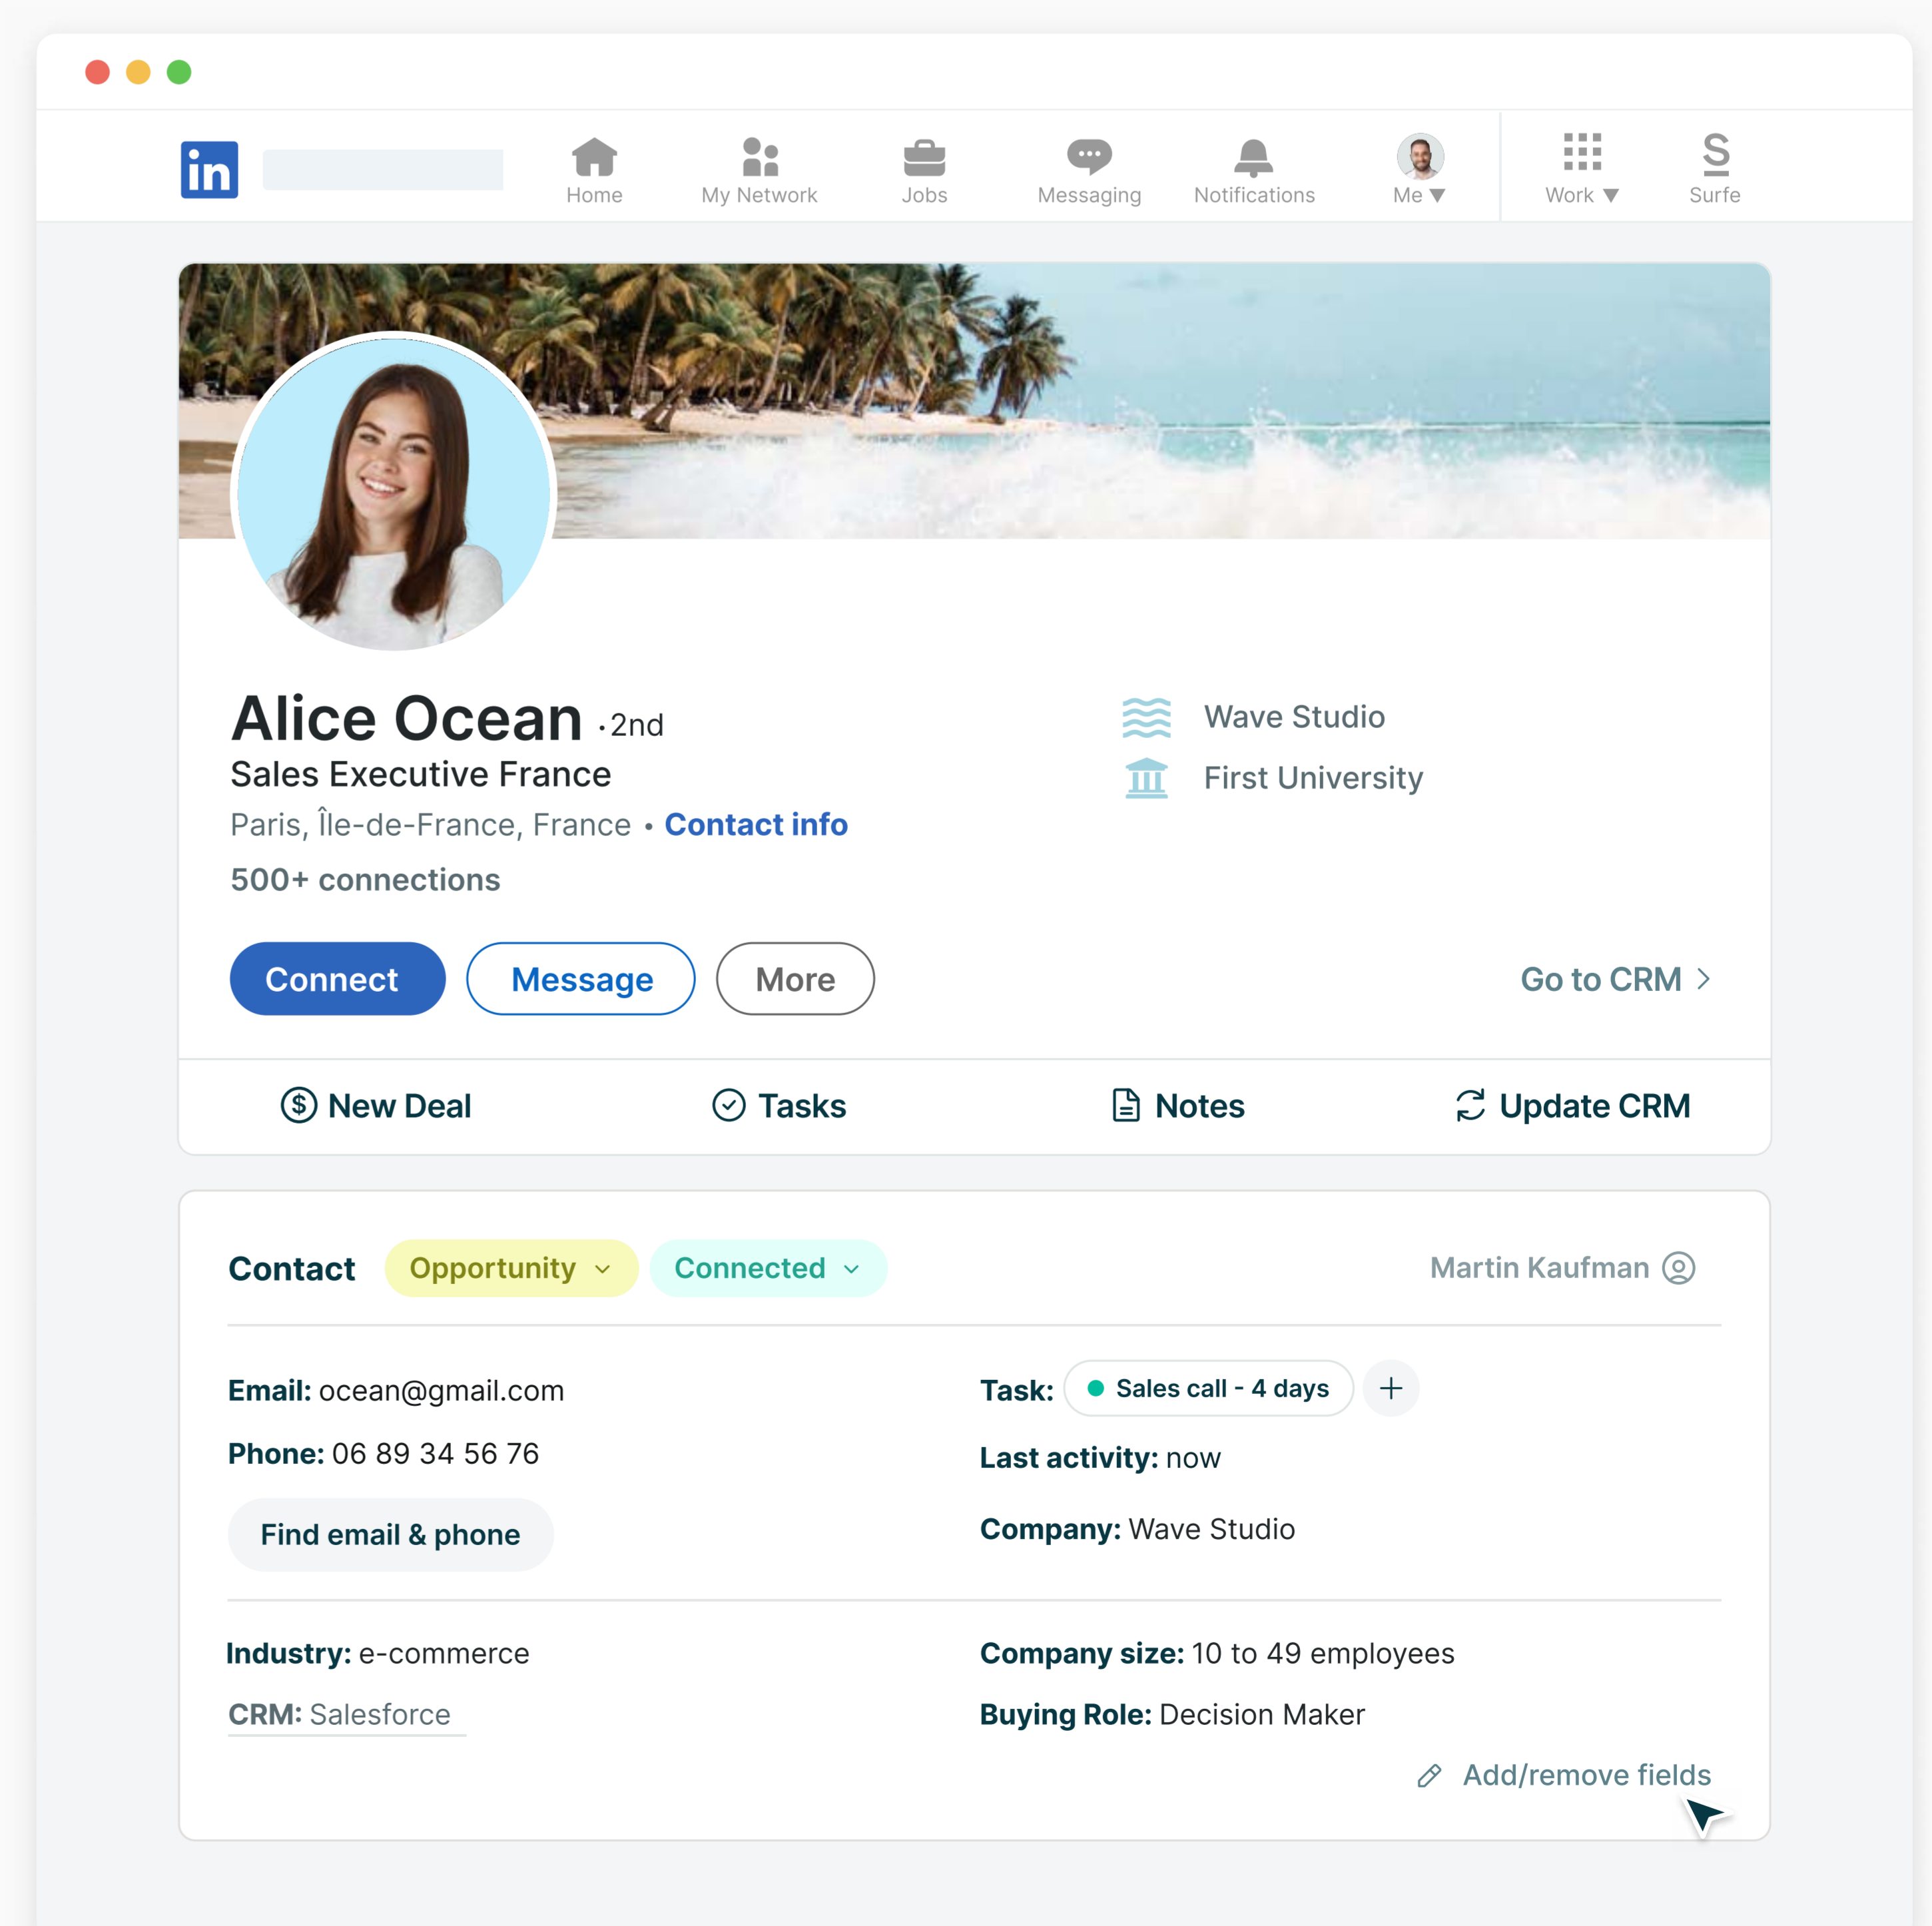 in
Home
My Network
Jobs
Messaging
Notifications
Me ▼
Work ▼
S
Surfe
Alice Ocean · 2nd
Wave Studio
Sales Executive France
First University
Paris, Île-de-France, France • Contact info
500+ connections
Connect
Message
More
Go to CRM >
$ New Deal
Tasks
Notes
Update CRM
Contact
Opportunity
Connected
Martin Kaufman
Email: ocean@gmail.com
Task: Sales call - 4 days +
Phone: 06 89 34 56 76
Last activity: now
Find email & phone
Company: Wave Studio
Industry: e-commerce
Company size: 10 to 49 employees
CRM: Salesforce
Buying Role: Decision Maker
Add/remove fields